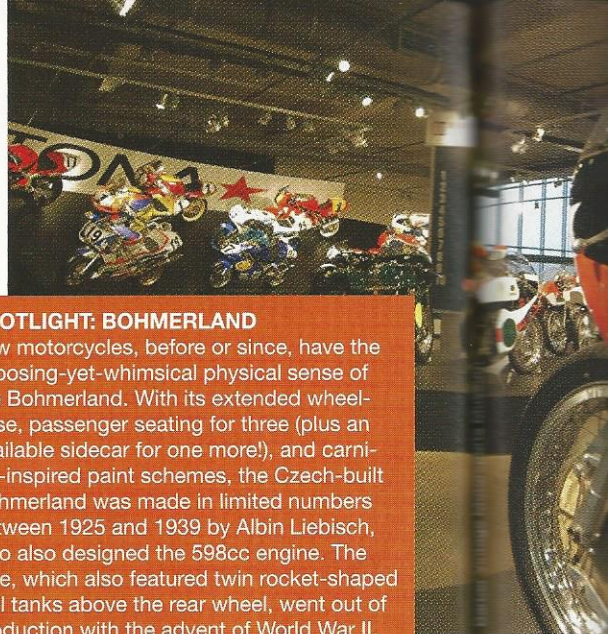 TONA
19
OTLIGHT: BOHMERLAND
w motorcycles, before or since, have the
posing-yet-whimsical physical sense of
e Bohmerland. With its extended wheel-
se, passenger seating for three (plus an
ailable sidecar for one more!), and carni-
-inspired paint schemes, the Czech-built
hmerland was made in limited numbers
tween 1925 and 1939 by Albin Liebisch,
o also designed the 598cc engine. The
e, which also featured twin rocket-shaped
l tanks above the rear wheel, went out of
oduction with the advent of World War II